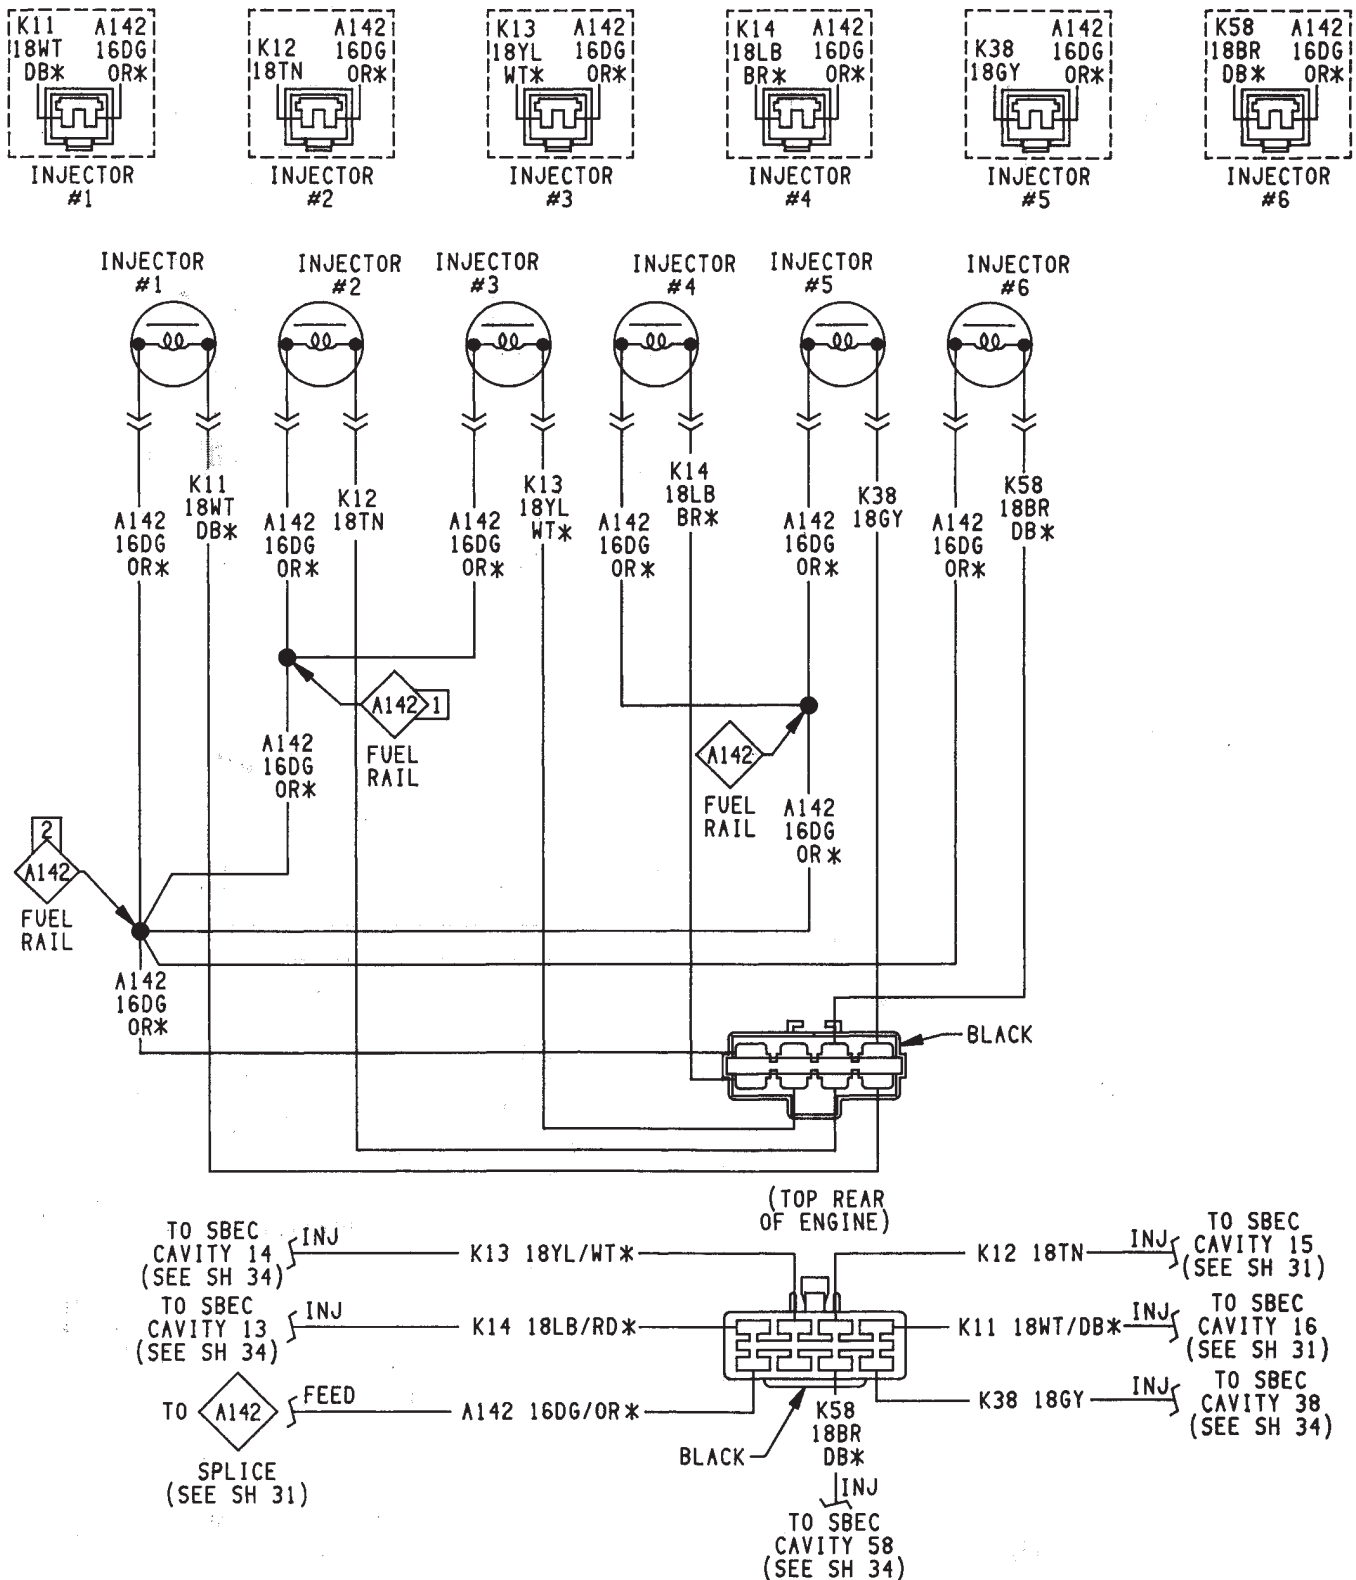 K11 A142
18WT 16DG
DB* OR*
INJECTOR
#1
A142
K12 16DG
18TN OR*
INJECTOR
#2
K13 A142
18YL 16DG
WT* OR*
INJECTOR
#3
K14 A142
18LB 16DG
BR* OR*
INJECTOR
#4
A142
K38 16DG
18GY OR*
INJECTOR
#5
K58 A142
18BR 16DG
DB* OR*
INJECTOR
#6
INJECTOR
#1
INJECTOR
#2
INJECTOR
#3
INJECTOR
#4
INJECTOR
#5
INJECTOR
#6
A142
16DG
OR*
K11
18WT
DB*
A142
16DG
OR*
K12
18TN
A142
16DG
OR*
K13
18YL
WT*
A142
16DG
OR*
K14
18LB
BR*
A142
16DG
OR*
K38
18GY
A142
16DG
OR*
K58
18BR
DB*
A142 1
FUEL
RAIL
A142
16DG
OR*
A142
FUEL
RAIL
A142
16DG
OR*
2
A142
FUEL
RAIL
A142
16DG
OR*
BLACK
(TOP REAR
OF ENGINE)
TO SBEC
CAVITY 14
(SEE SH 34)
INJ
K13 18YL/WT*
K12 18TN
INJ
TO SBEC
CAVITY 15
(SEE SH 31)
TO SBEC
CAVITY 13
(SEE SH 34)
INJ
K14 18LB/RD*
K11 18WT/DB*
INJ
TO SBEC
CAVITY 16
(SEE SH 31)
TO A142
SPLICE
(SEE SH 31)
FEED
A142 16DG/OR*
K38 18GY
INJ
TO SBEC
CAVITY 38
(SEE SH 34)
BLACK
K58
18BR
DB*
INJ
TO SBEC
CAVITY 58
(SEE SH 34)